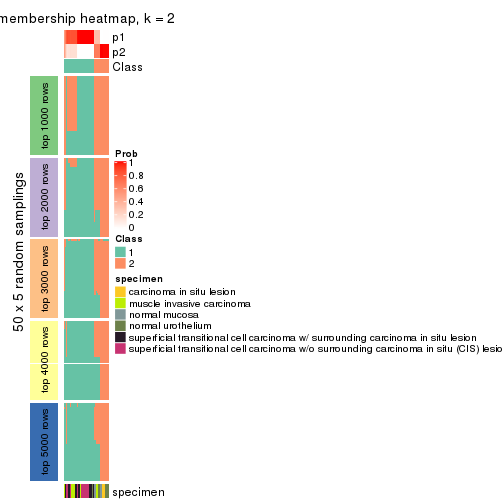 membership heatmap, k = 2
p1
p2
Class
50 x 5 random samplings
top 1000 rows
top 2000 rows
top 3000 rows
top 4000 rows
top 5000 rows
Prob
1
0.8
0.6
0.4
0.2
0
Class
1
2
specimen
carcinoma in situ lesion
muscle invasive carcinoma
normal mucosa
normal urothelium
superficial transitional cell carcinoma w/ surrounding carcinoma in situ lesion
superficial transitional cell carcinoma w/o surrounding carcinoma in situ (CIS) lesio
specimen